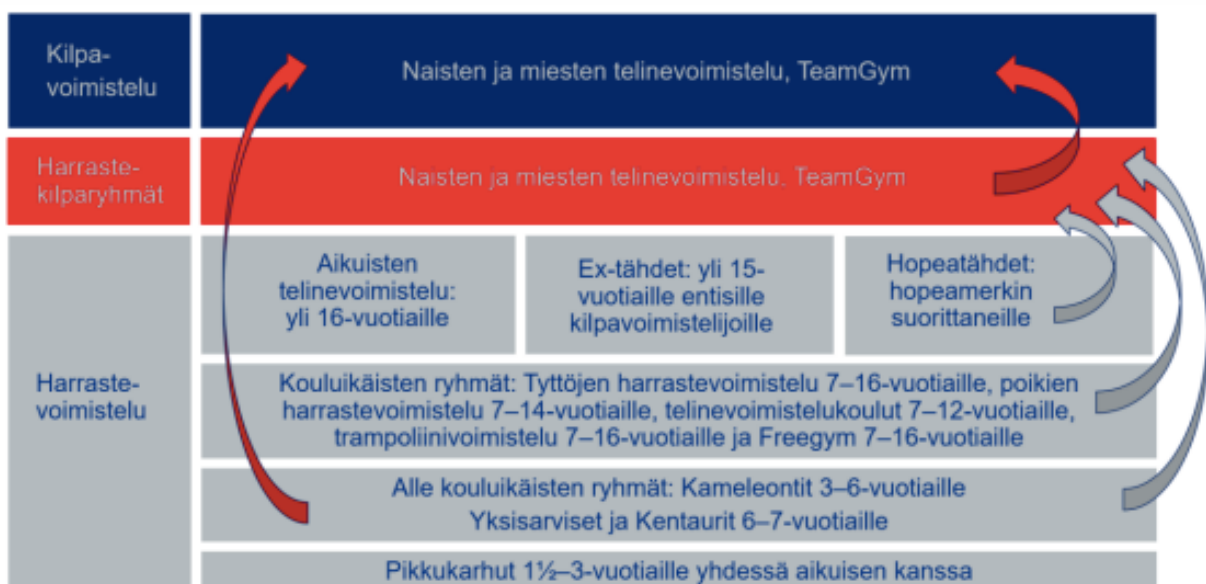 Kilpa-
voimistelu
Naisten ja miesten telinevoimistelu, TeamGym
Harraste-
kilparyhmät
Naisten ja miesten telinevoimistelu, TeamGym
Harraste-
voimistelu
Aikuisten
telinevoimistelu:
yli 16-vuotiaille
Ex-tähdet: yli 15-
vuotiaille entisille
kilpavoimistelijoille
Hopeatähdet:
hopeamerkin
suorittaneille
Kouluikäisten ryhmät: Tyttöjen harrastevoimistelu 7–16-vuotiaille, poikien
harrastevoimistelu 7–14-vuotiaille, telinevoimistelukoulut 7–12-vuotiaille,
trampoliinivoimistelu 7–16-vuotiaille ja Freegym 7–16-vuotiaille
Alle kouluikäisten ryhmät: Kameleontit 3–6-vuotiaille
Yksisarviset ja Kentaurit 6–7-vuotiaille
Pikkukarhut 1½–3-vuotiaille yhdessä aikuisen kanssa